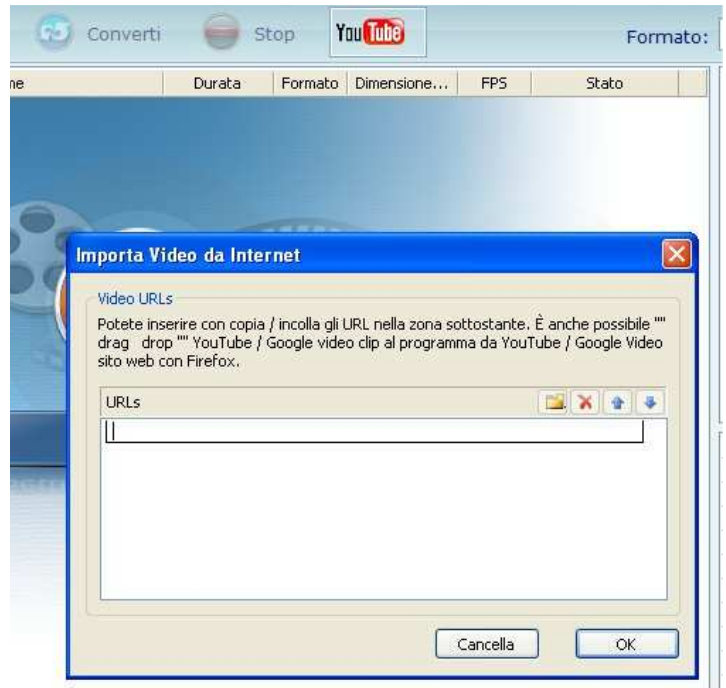 Converti Stop YouTube Formato:
me Durata Formato Dimensione... FPS Stato
Importa Video da Internet
Video URLs
Potete inserire con copia / incolla gli URL nella zona sottostante. È anche possibile ""
drag drop "" YouTube / Google video clip al programma da YouTube / Google Video
sito web con Firefox.
URLs
Cancella OK